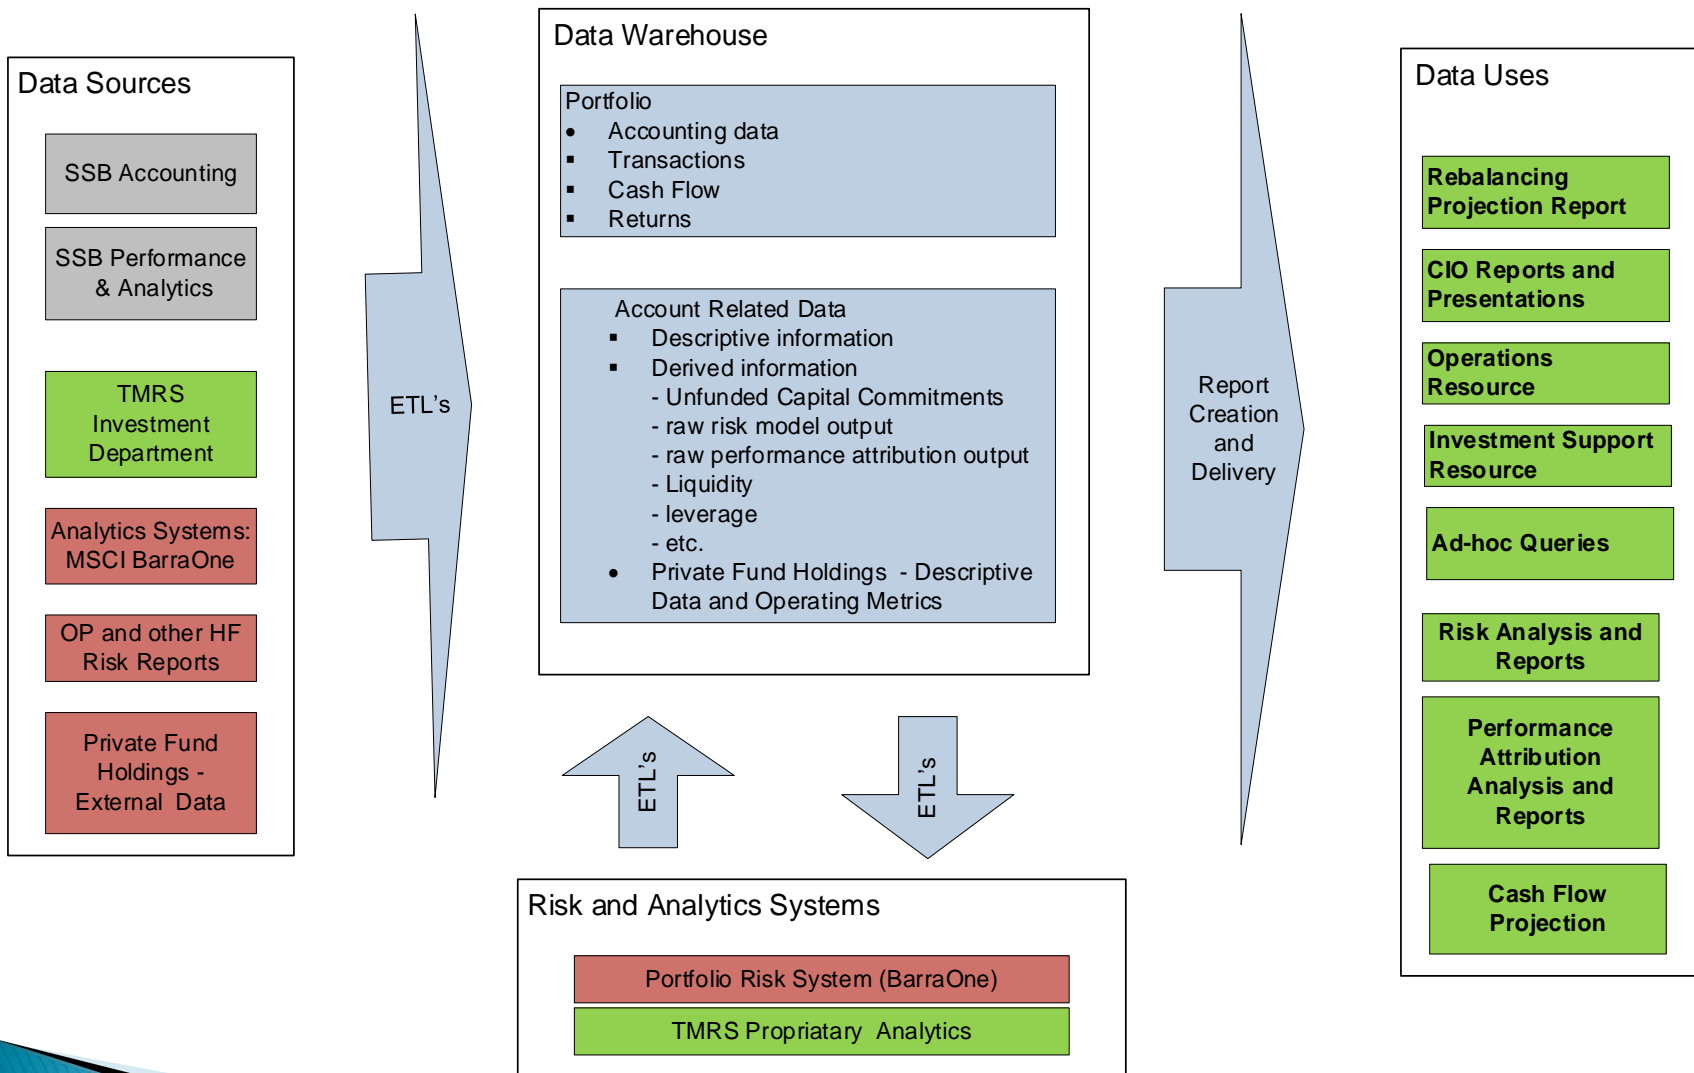 Data Sources
SSB Accounting
SSB Performance
& Analytics
TMRS
Investment
Department
Analytics Systems:
MSCI BarraOne
OP and other HF
Risk Reports
Private Fund
Holdings -
External Data
ETL's
Data Warehouse
Portfolio
• Accounting data
▪ Transactions
▪ Cash Flow
▪ Returns
Account Related Data
▪ Descriptive information
▪ Derived information
- Unfunded Capital Commitments
- raw risk model output
- raw performance attribution output
- Liquidity
- leverage
- etc.
• Private Fund Holdings - Descriptive
Data and Operating Metrics
ETL's
ETL's
Risk and Analytics Systems
Portfolio Risk System (BarraOne)
TMRS Propriatary Analytics
Report
Creation
and
Delivery
Data Uses
Rebalancing
Projection Report
CIO Reports and
Presentations
Operations
Resource
Investment Support
Resource
Ad-hoc Queries
Risk Analysis and
Reports
Performance
Attribution
Analysis and
Reports
Cash Flow
Projection